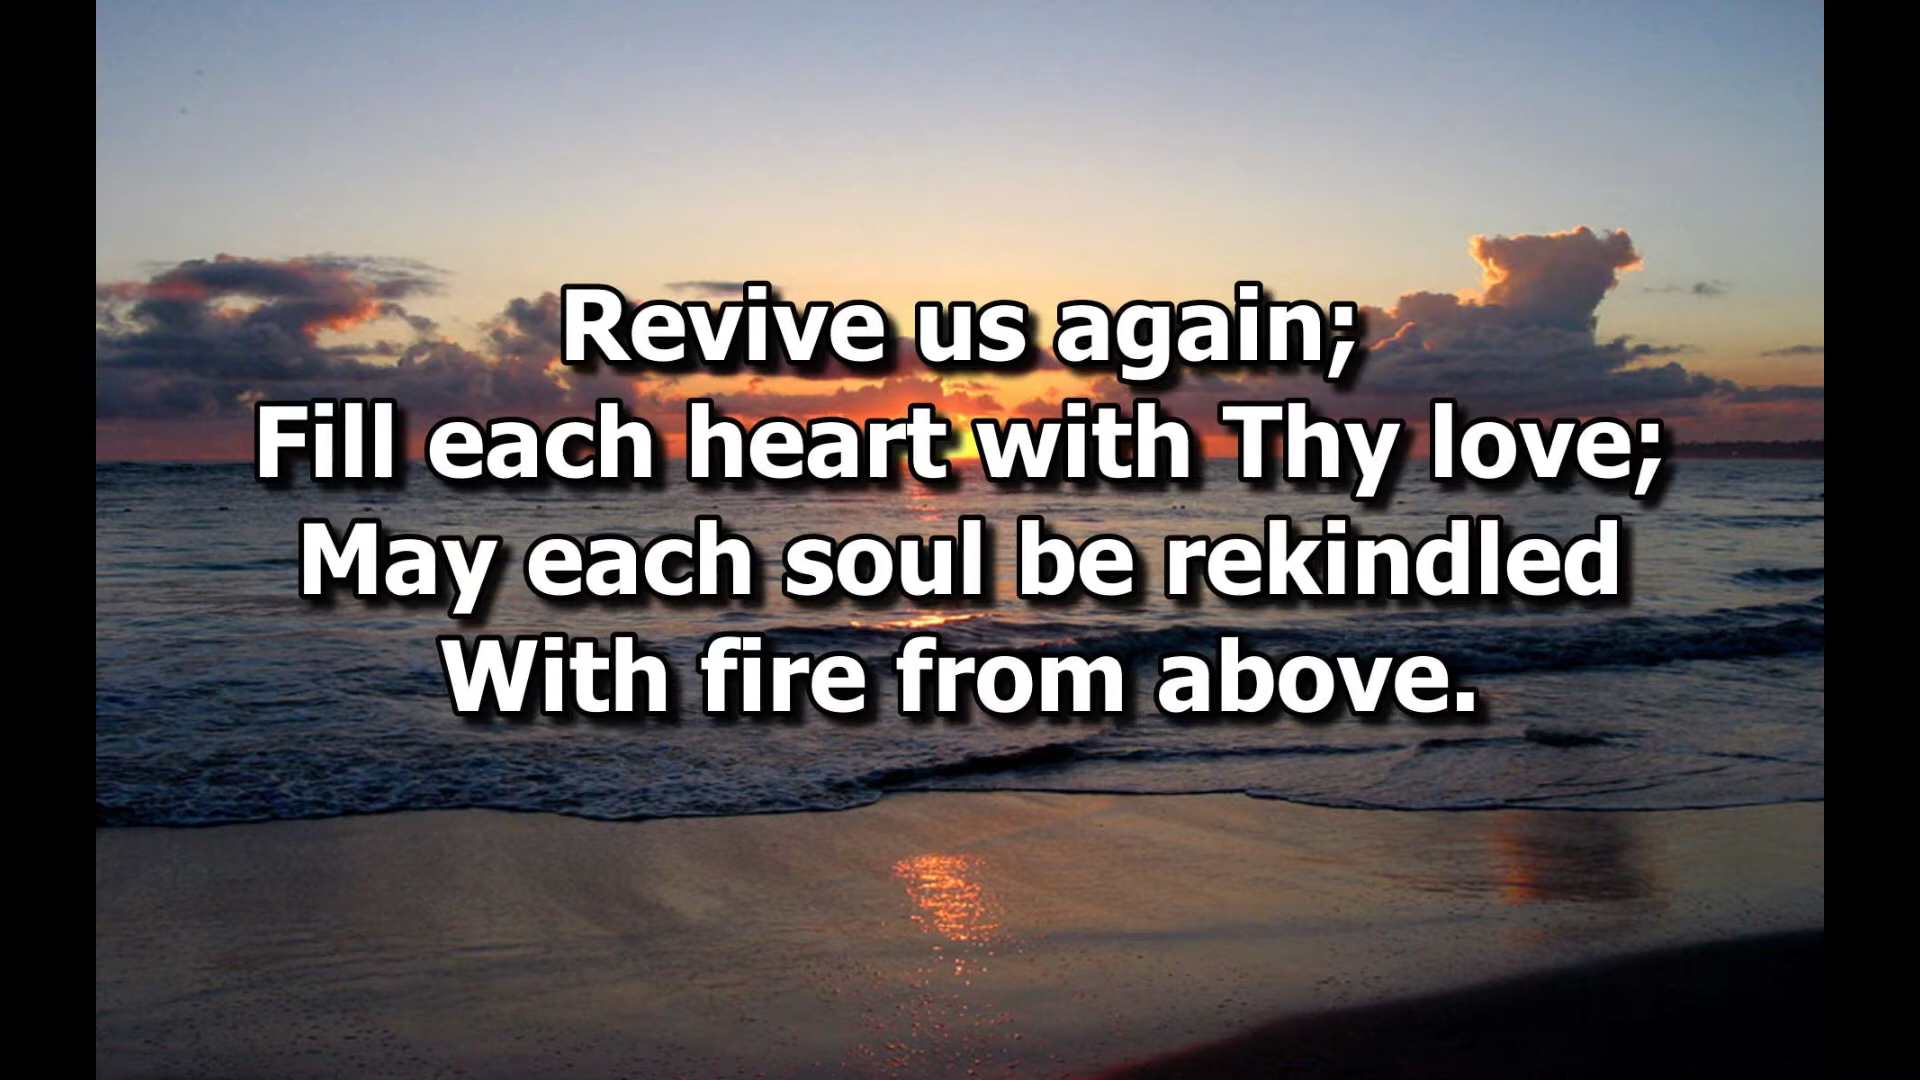 Revive us again;
Fill each heart with Thy love;
May each soul be rekindled
With fire from above.